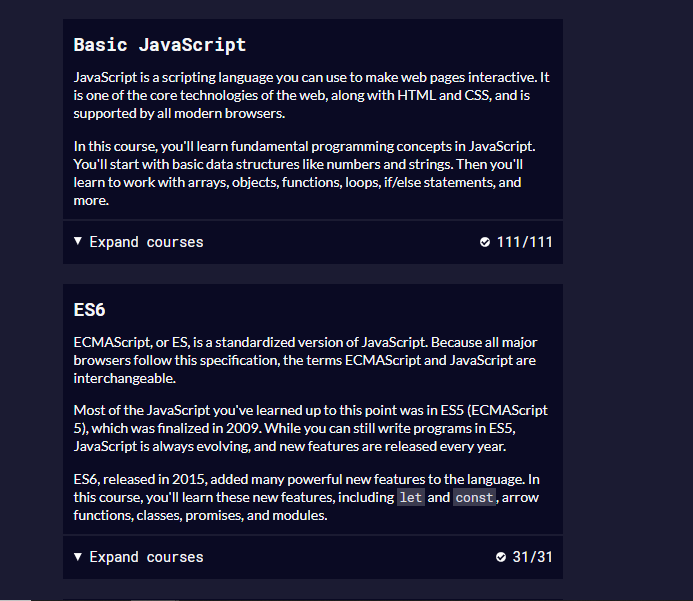 Basic JavaScript
JavaScript is a scripting language you can use to make web pages interactive. It
is one of the core technologies of the web, along with HTML and CSS, and is
supported by all modern browsers.
In this course, you'll learn fundamental programming concepts in JavaScript.
You'll start with basic data structures like numbers and strings. Then you'll
learn to work with arrays, objects, functions, loops, if/else statements, and
more.
▼ Expand courses 111/111
ES6
ECMAScript, or ES, is a standardized version of JavaScript. Because all major
browsers follow this specification, the terms ECMAScript and JavaScript are
interchangeable.
Most of the JavaScript you've learned up to this point was in ES5 (ECMAScript
5), which was finalized in 2009. While you can still write programs in ES5,
JavaScript is always evolving, and new features are released every year.
ES6, released in 2015, added many powerful new features to the language. In
this course, you'll learn these new features, including let and const, arrow
functions, classes, promises, and modules.
▼ Expand courses 31/31